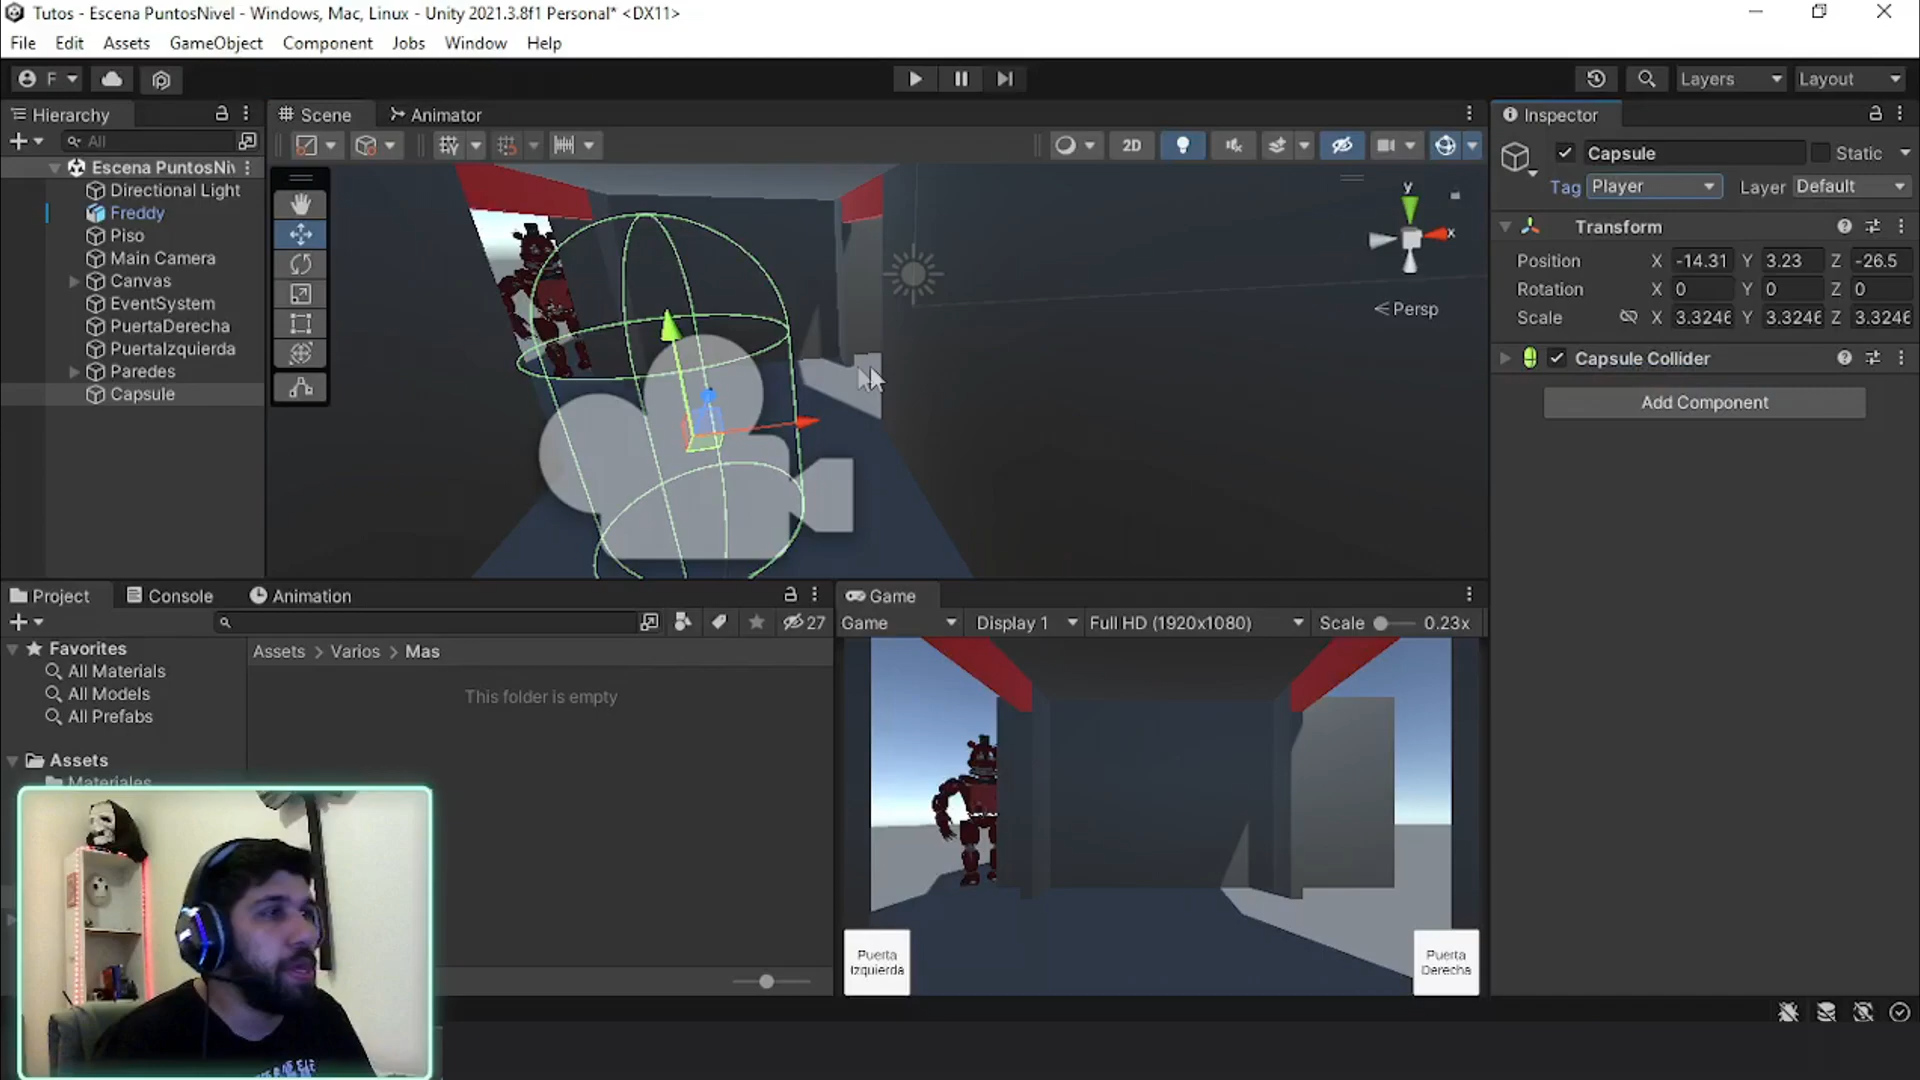 Tutos - Escena PuntosNivel - Windows, Mac, Linux - Unity 2021.3.8f1 Personal* <DX11>
File Edit Assets GameObject Component Jobs Window Help
F Layers Layout
Hierarchy
All
Escena PuntosNiv
Directional Light
Freddy
Piso
Main Camera
Canvas
EventSystem
PuertaDerecha
PuertaIzquierda
Paredes
Capsule
Scene Animator
2D
y
x
< Persp
Inspector
Capsule Static
Tag Player Layer Default
Transform
Position X -14.31 Y 3.23 Z -26.5
Rotation X 0 Y 0 Z 0
Scale X 3.3246 Y 3.3246 Z 3.3246
Capsule Collider
Add Component
Project Console Animation
27
Favorites
All Materials
All Models
All Prefabs
Assets
Materiales
Assets > Varios > Mas
This folder is empty
Game
Game Display 1 Full HD (1920x1080) Scale 0.23x
Puerta
Izquierda
Puerta
Derecha